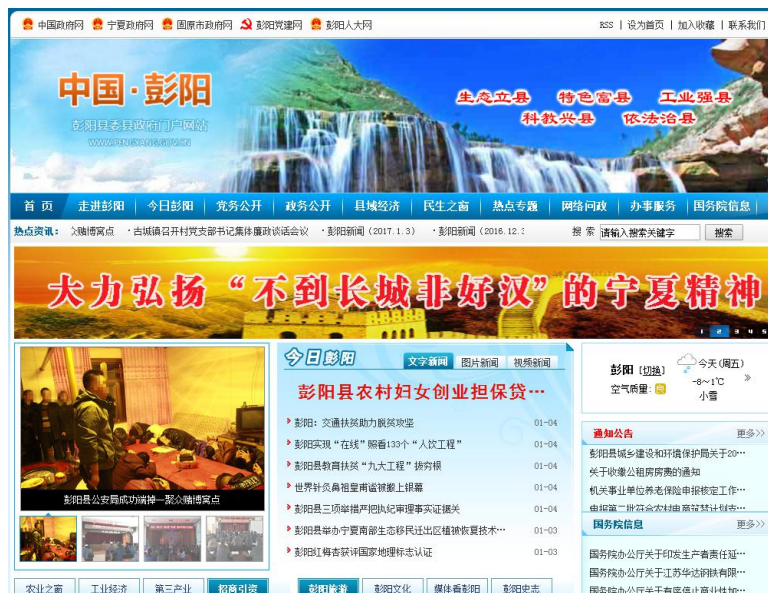 中国政府网 宁夏政府网 固原市政府网 彭阳党建网 彭阳人大网 RSS | 设为首页 | 加入收藏 | 联系我们
中国·彭阳
彭阳县委县政府门户网站
WWW.PENGYANG.GOV.CN
生态立县 特色富县 工业强县
科教兴县 依法治县
首 页 走进彭阳 今日彭阳 党务公开 政务公开 县域经济 民生之窗 热点专题 网络问政 办事服务 国务院信息
热点资讯: 赌博窝点 ·古城镇召开村党支部书记集体廉政谈话会议 ·彭阳新闻(2017.1.3) ·彭阳新闻(2016.12.3 搜 索 请输入搜索关键字 搜索
大力弘扬“不到长城非好汉”的宁夏精神
1 2 3 4 5
彭阳县公安局成功端掉一聚众赌博窝点
今日彭阳 文字新闻 图片新闻 视频新闻
彭阳县农村妇女创业担保贷…
彭阳:交通扶贫助力脱贫攻坚 01-04
彭阳实现“在线”照看133个“人饮工程” 01-04
彭阳县教育扶贫“九大工程”拔穷根 01-04
世界针灸鼻祖皇甫谧被搬上银幕 01-04
彭阳县三项举措严把执纪审理事实证据关 01-04
彭阳县举办宁夏南部生态移民迁出区植被恢复技术… 01-03
彭阳红梅杏获评国家地理标志认证 01-03
彭阳 [切换] 今天(周五)
-8~1℃
空气质量: 小雪
通知公告 更多>>
彭阳县城乡建设和环境保护局关于20…
关于收缴公租房房费的通知
机关事业单位养老保险申报核定工作…
国务院信息 更多>>
国务院办公厅关于印发生产者责任延…
国务院办公厅关于江苏华达钢铁有限…
农业之窗 工业经济 第三产业 招商引资 彭阳旅游 彭阳文化 媒体看彭阳 彭阳史志